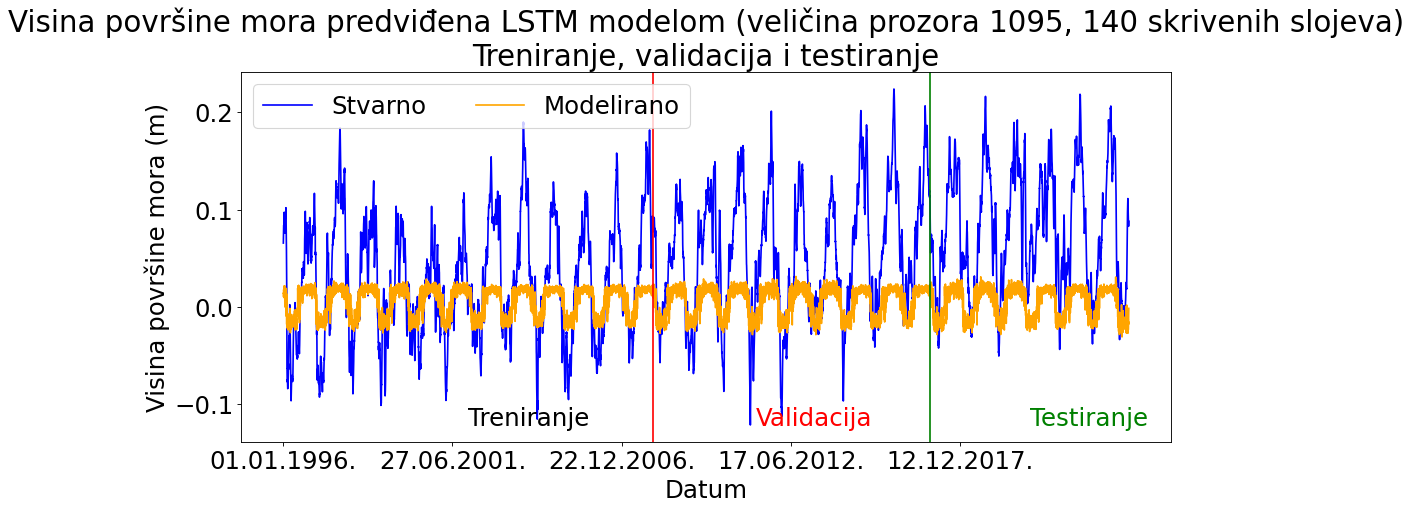 Visina površine mora predviđena LSTM modelom (veličina prozora 1095, 140 skrivenih slojeva)
Treniranje, validacija i testiranje
Stvarno
Modelirano
Visina površine mora (m)
0.2
0.1
0.0
−0.1
Treniranje
Validacija
Testiranje
01.01.1996.
27.06.2001.
22.12.2006.
17.06.2012.
12.12.2017.
Datum